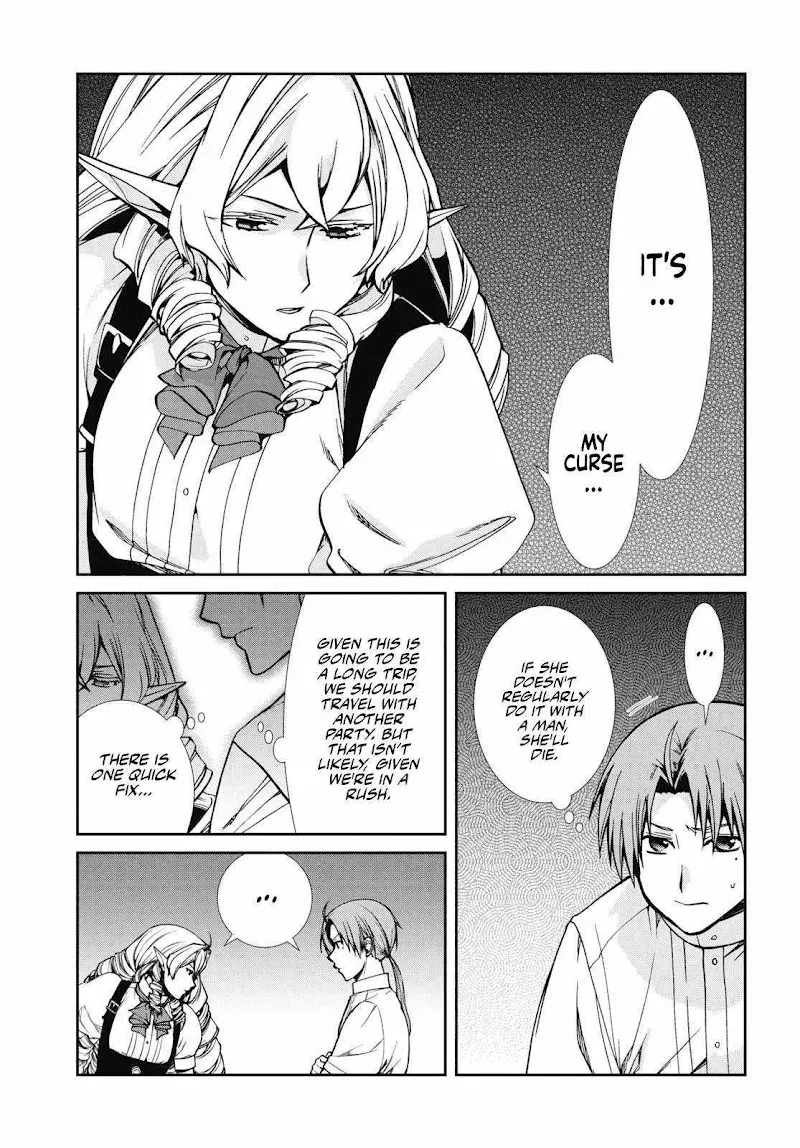 IT'S
...
MY
CURSE
...
...
IF SHE
DOESN'T
REGULARLY
DO IT WITH
A MAN,
SHE'LL
DIE.
GIVEN THIS IS
GOING TO BE
A LONG TRIP,
WE SHOULD
TRAVEL WITH
ANOTHER
PARTY. BUT
THAT ISN'T
LIKELY, GIVEN
WE'RE IN A
RUSH.
THERE IS
ONE QUICK
FIX...
...